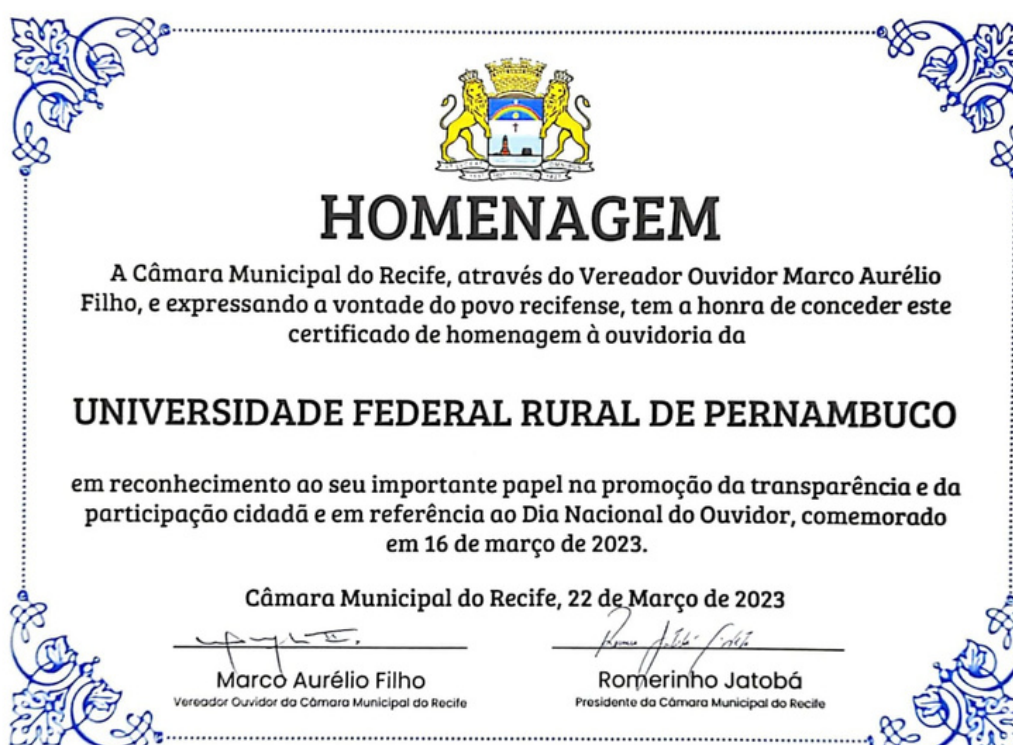 HOMENAGEM
A Câmara Municipal do Recife, através do Vereador Ouvidor Marco Aurélio
Filho, e expressando a vontade do povo recifense, tem a honra de conceder este
certificado de homenagem à ouvidoria da
UNIVERSIDADE FEDERAL RURAL DE PERNAMBUCO
em reconhecimento ao seu importante papel na promoção da transparência e da
participação cidadã e em referência ao Dia Nacional do Ouvidor, comemorado
em 16 de março de 2023.
Câmara Municipal do Recife, 22 de Março de 2023
Marco Aurélio Filho
Vereador Ouvidor da Câmara Municipal do Recife
Romerinho Jatobá
Presidente da Câmara Municipal do Recife